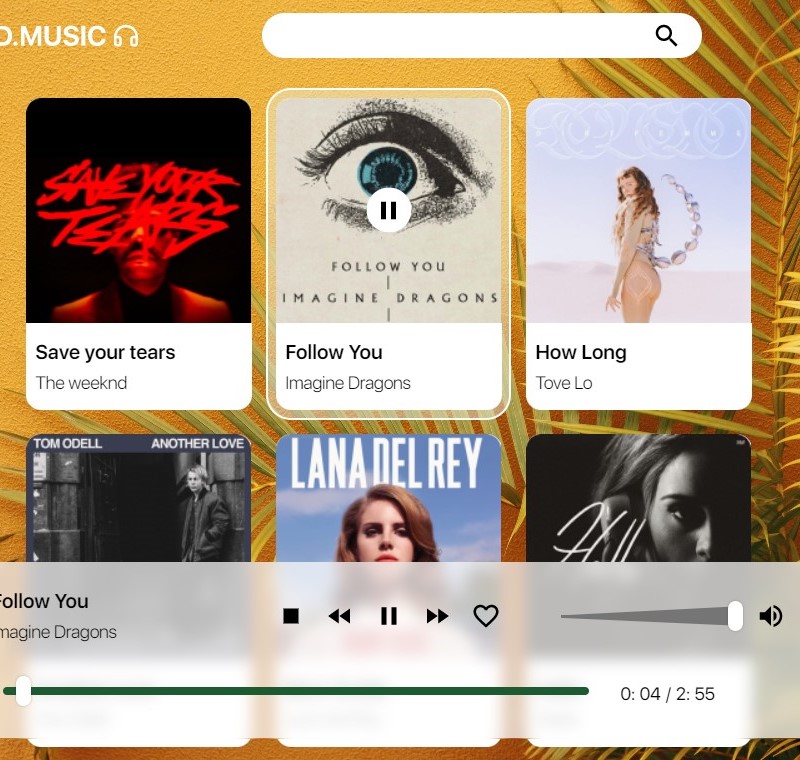 D.MUSIC
SAVE YOUR
TEARS
FOLLOW YOU
IMAGINE DRAGONS
Save your tears
The weeknd
Follow You
Imagine Dragons
How Long
Tove Lo
TOM ODELL ANOTHER LOVE
LANA DEL REY
Follow You
magine Dragons
0: 04 / 2: 55